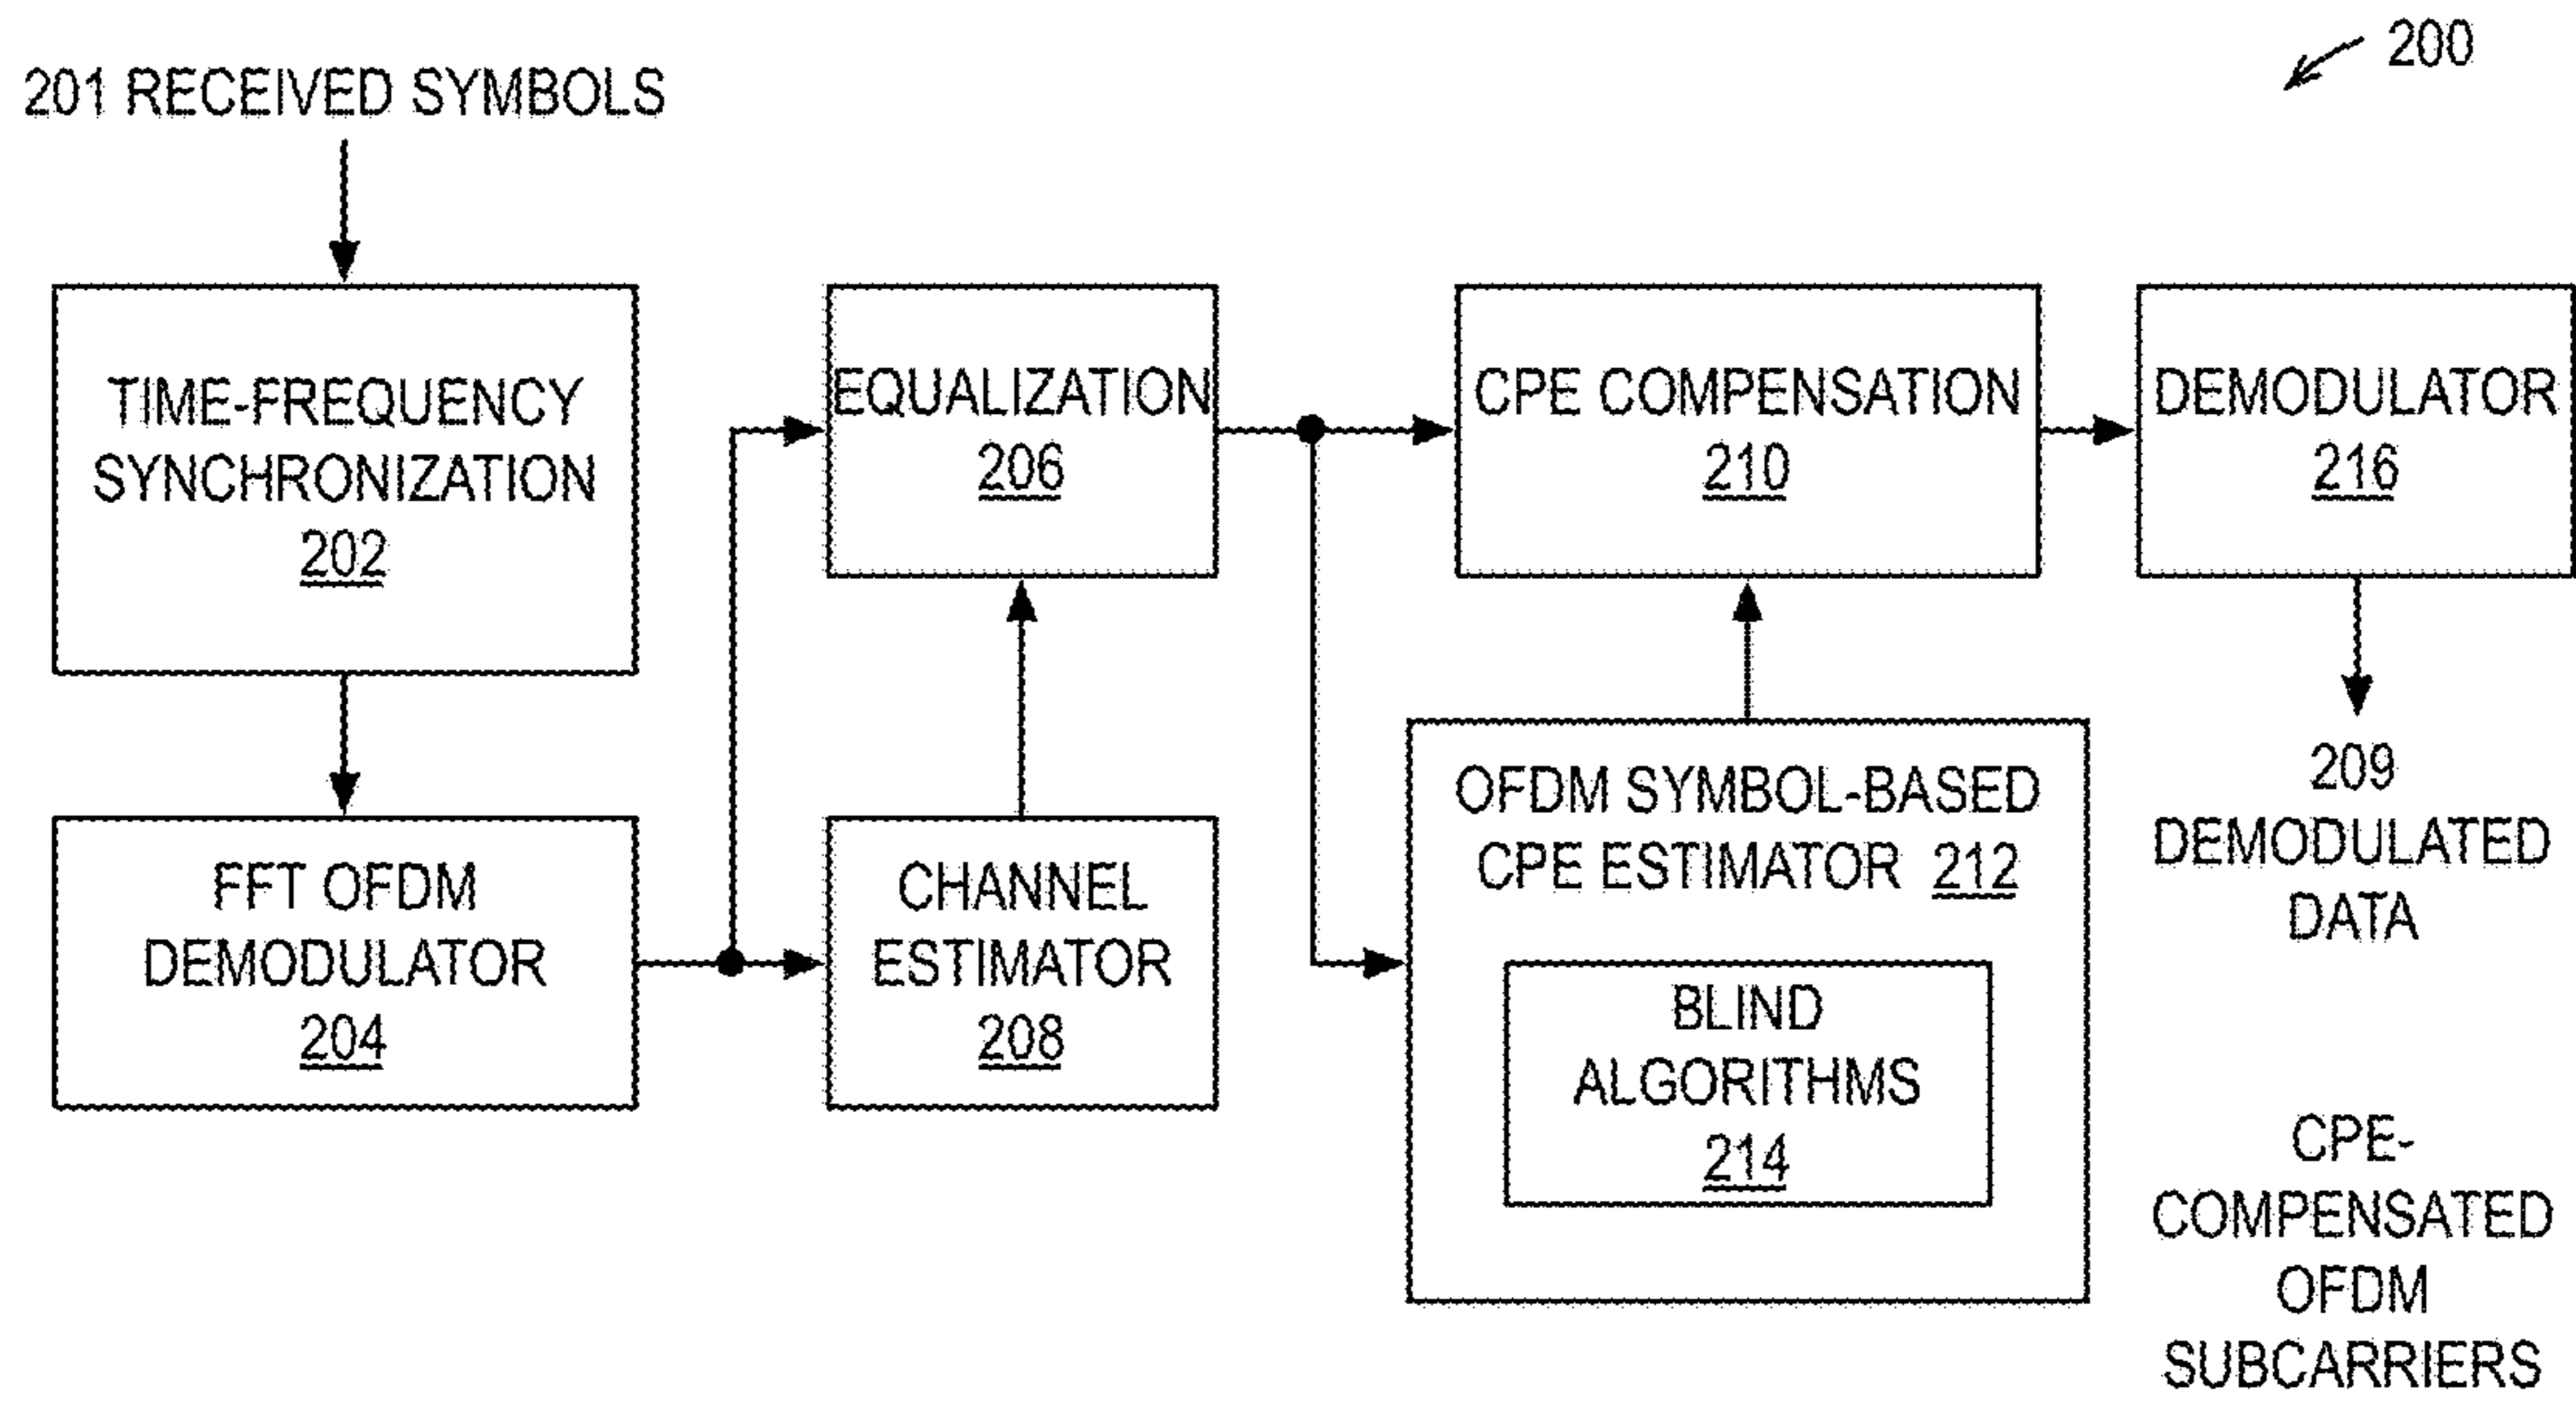 200
201 RECEIVED SYMBOLS
TIME-FREQUENCY
SYNCHRONIZATION
202
EQUALIZATION
206
CPE COMPENSATION
210
DEMODULATOR
216
FFT OFDM
DEMODULATOR
204
CHANNEL
ESTIMATOR
208
OFDM SYMBOL-BASED
CPE ESTIMATOR 212
BLIND
ALGORITHMS
214
209
DEMODULATED
DATA
CPE-
COMPENSATED
OFDM
SUBCARRIERS